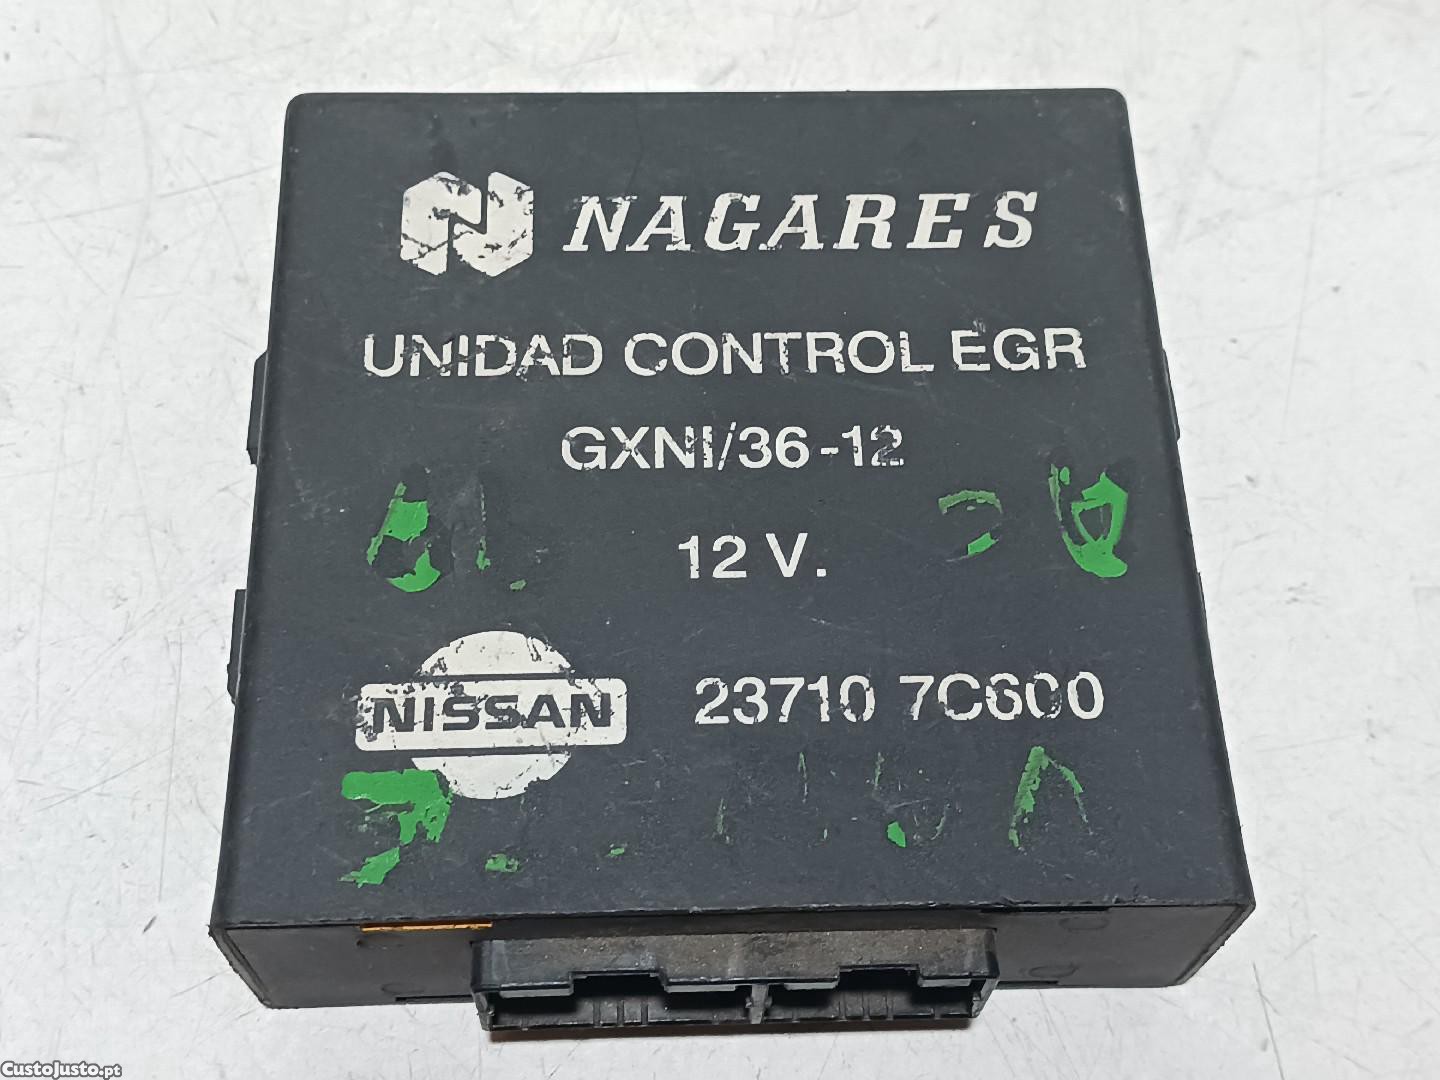 NAGARES
UNIDAD CONTROL EGR
GXNI/36-12
12 V.
NISSAN 23710 7C600
CustoJusto.pt